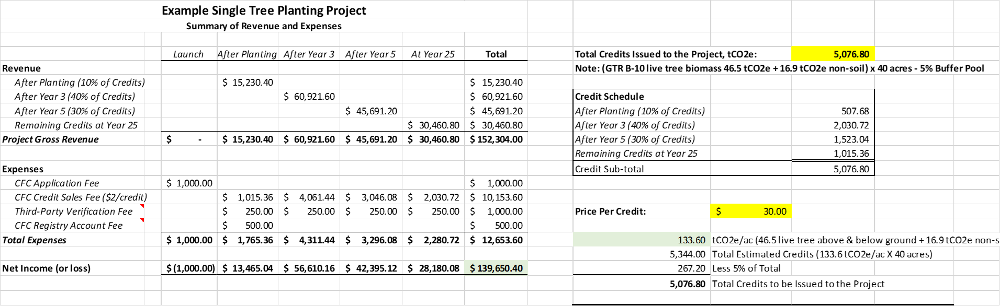 Example Single Tree Planting Project
Summary of Revenue and Expenses
Launch After Planting After Year 3 After Year 5 At Year 25 Total
Revenue
After Planting (10% of Credits) $ 15,230.40 $ 15,230.40
After Year 3 (40% of Credits) $ 60,921.60 $ 60,921.60
After Year 5 (30% of Credits) $ 45,691.20 $ 45,691.20
Remaining Credits at Year 25 $ 30,460.80 $ 30,460.80
Project Gross Revenue $ - $ 15,230.40 $ 60,921.60 $ 45,691.20 $ 30,460.80 $ 152,304.00
Expenses
CFC Application Fee $ 1,000.00 $ 1,000.00
CFC Credit Sales Fee ($2/credit) $ 1,015.36 $ 4,061.44 $ 3,046.08 $ 2,030.72 $ 10,153.60
Third-Party Verification Fee $ 250.00 $ 250.00 $ 250.00 $ 250.00 $ 1,000.00
CFC Registry Account Fee $ 500.00 $ 500.00
Total Expenses $ 1,000.00 $ 1,765.36 $ 4,311.44 $ 3,296.08 $ 2,280.72 $ 12,653.60
Net Income (or loss) $ (1,000.00) $ 13,465.04 $ 56,610.16 $ 42,395.12 $ 28,180.08 $ 139,650.40
Total Credits Issued to the Project, tCO2e: 5,076.80
Note: (GTR B-10 live tree biomass 46.5 tCO2e + 16.9 tCO2e non-soil) x 40 acres - 5% Buffer Pool
Credit Schedule
After Planting (10% of Credits) 507.68
After Year 3 (40% of Credits) 2,030.72
After Year 5 (30% of Credits) 1,523.04
Remaining Credits at Year 25 1,015.36
Credit Sub-total 5,076.80
Price Per Credit: $ 30.00
133.60 tCO2e/ac (46.5 live tree above & below ground + 16.9 tCO2e non-s
5,344.00 Total Estimated Credits (133.6 tCO2e/ac X 40 acres)
267.20 Less 5% of Total
5,076.80 Total Credits to be Issued to the Project